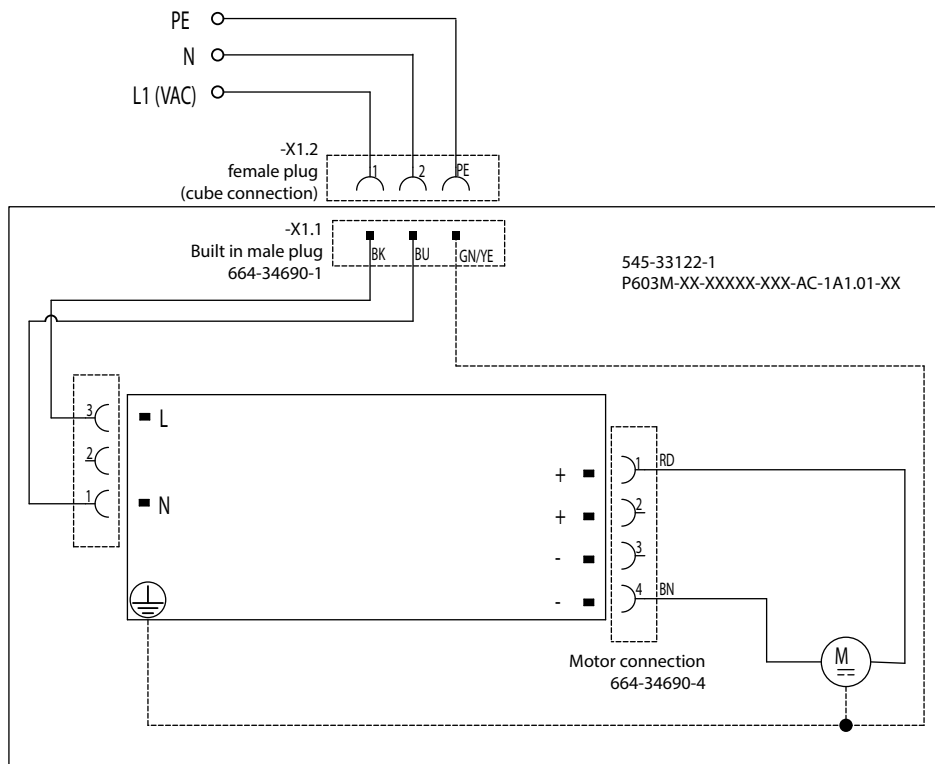 PE
N
L1 (VAC)
-X1.2
female plug
(cube connection)
1 2 PE
-X1.1
Built in male plug
664-34690-1
BK BU GN/YE
545-33122-1
P603M-XX-XXXXX-XXX-AC-1A1.01-XX
3
2
1
L
N
+
+
-
-
1 RD
2
3
4 BN
Motor connection
664-34690-4
M